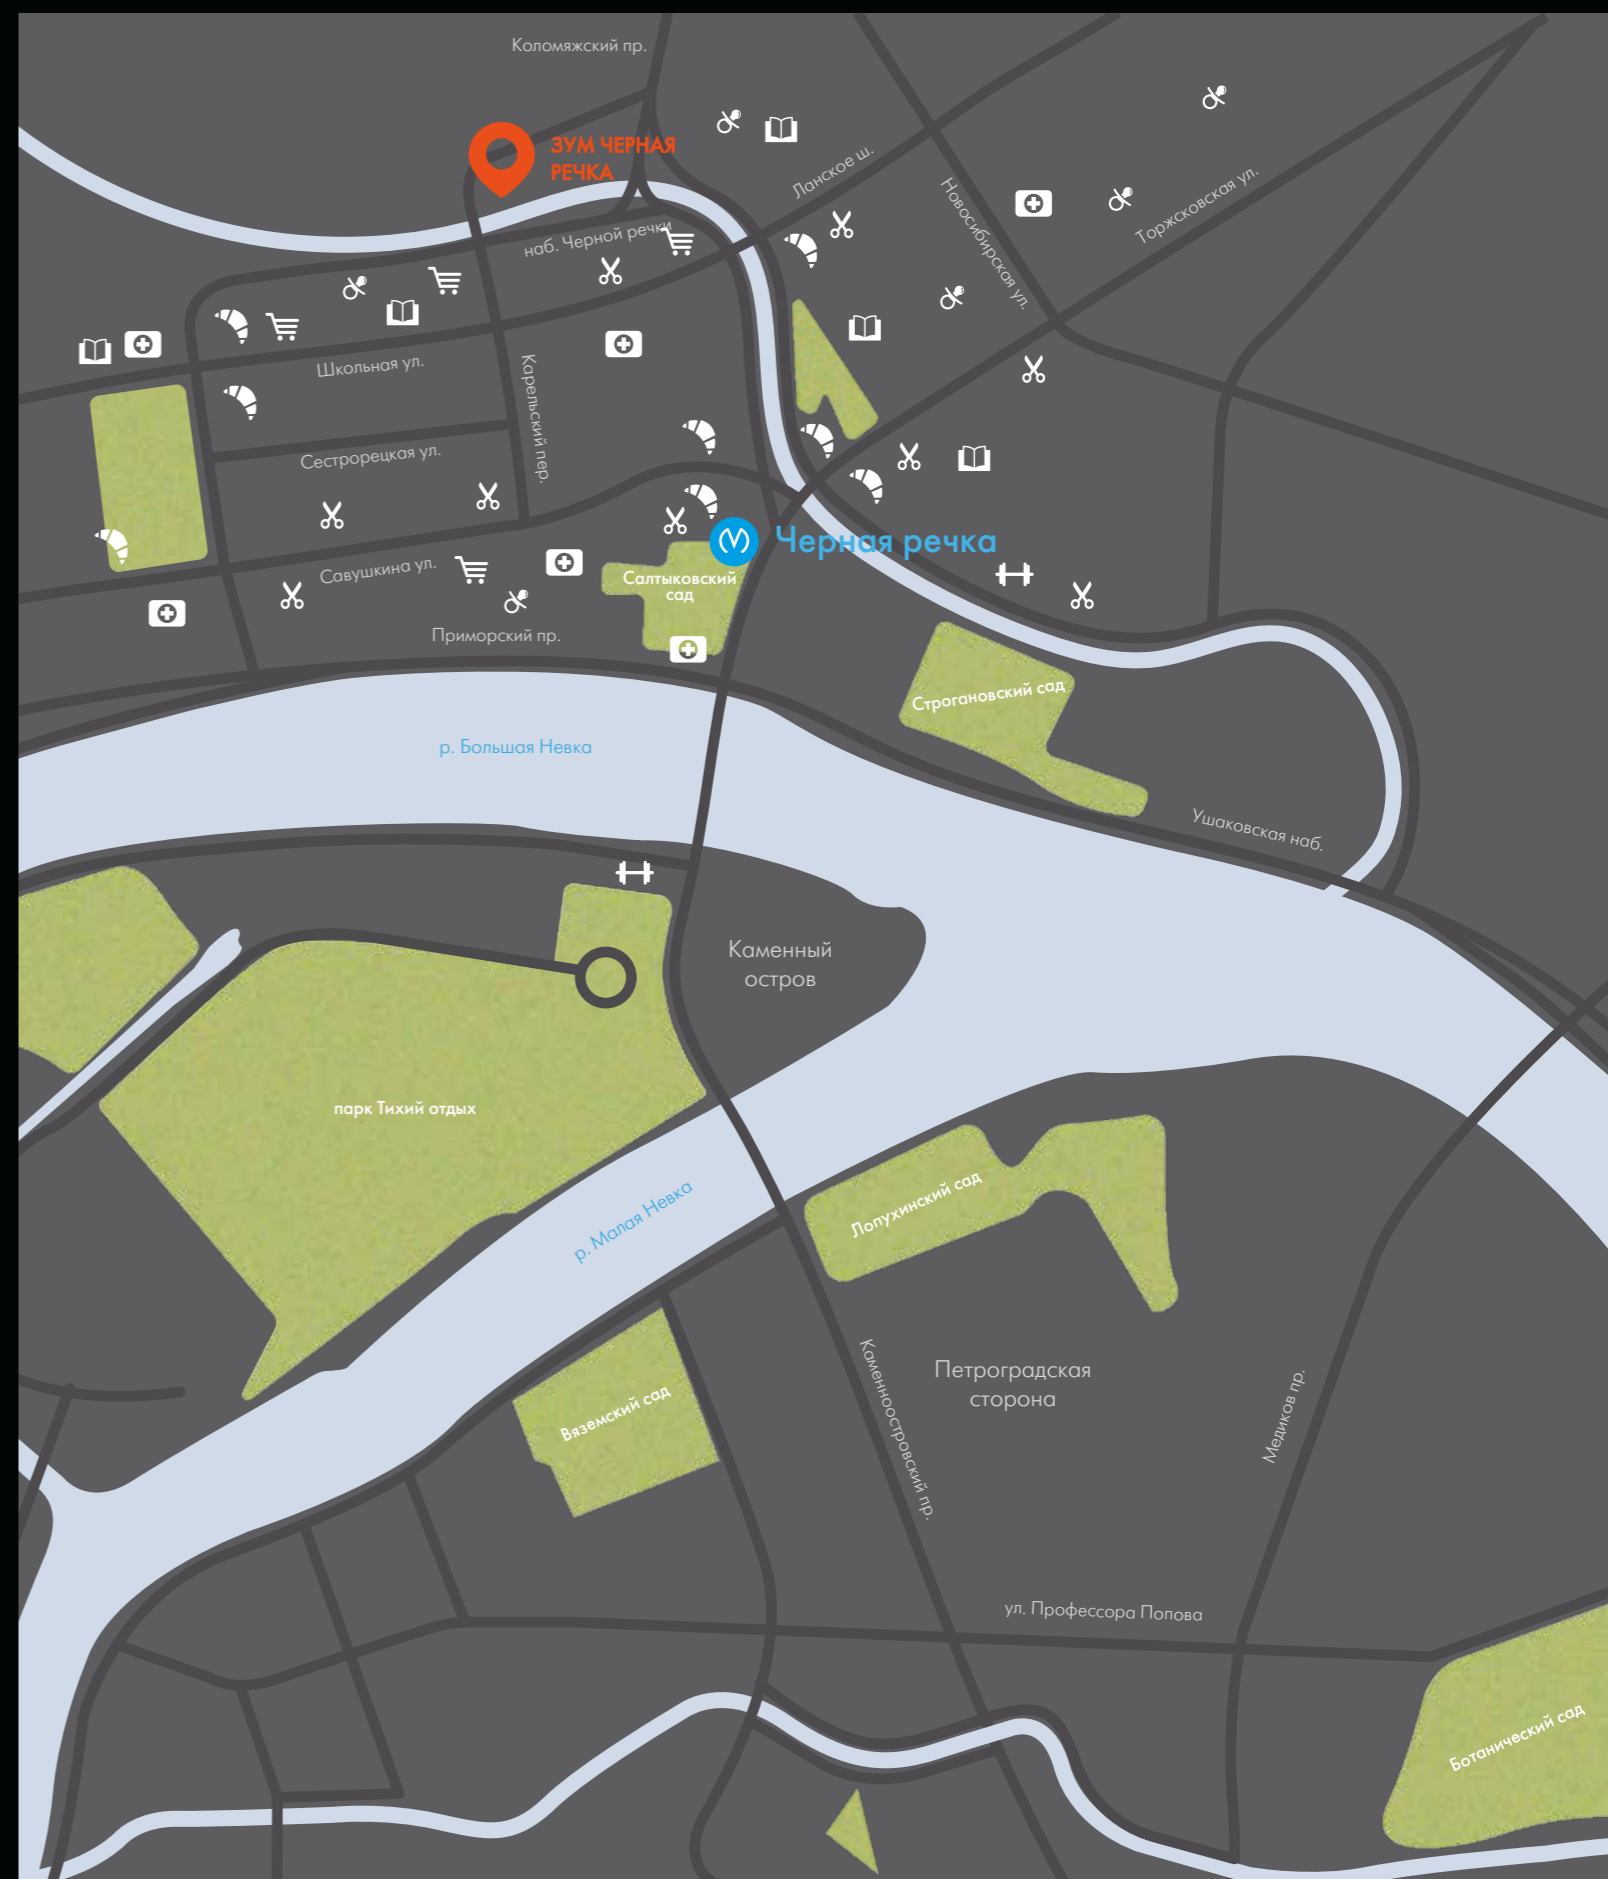 Коломяжский пр.
ЗУМ ЧЕРНАЯ
РЕЧКА
Ланское ш.
Новосибирская ул.
Торжсковская ул.
наб. Черной речки
Школьная ул.
Карельский пер.
Сестрорецкая ул.
Черная речка
Савушкина ул.
Салтыковский
сад
Приморский пр.
Строгановский сад
р. Большая Невка
Ушаковская наб.
Каменный
остров
парк Тихий отдых
р. Малая Невка
Лопухинский сад
Каменноостровский пр.
Петроградская
сторона
Медиков пр.
Вяземский сад
ул. Профессора Попова
Ботанический сад